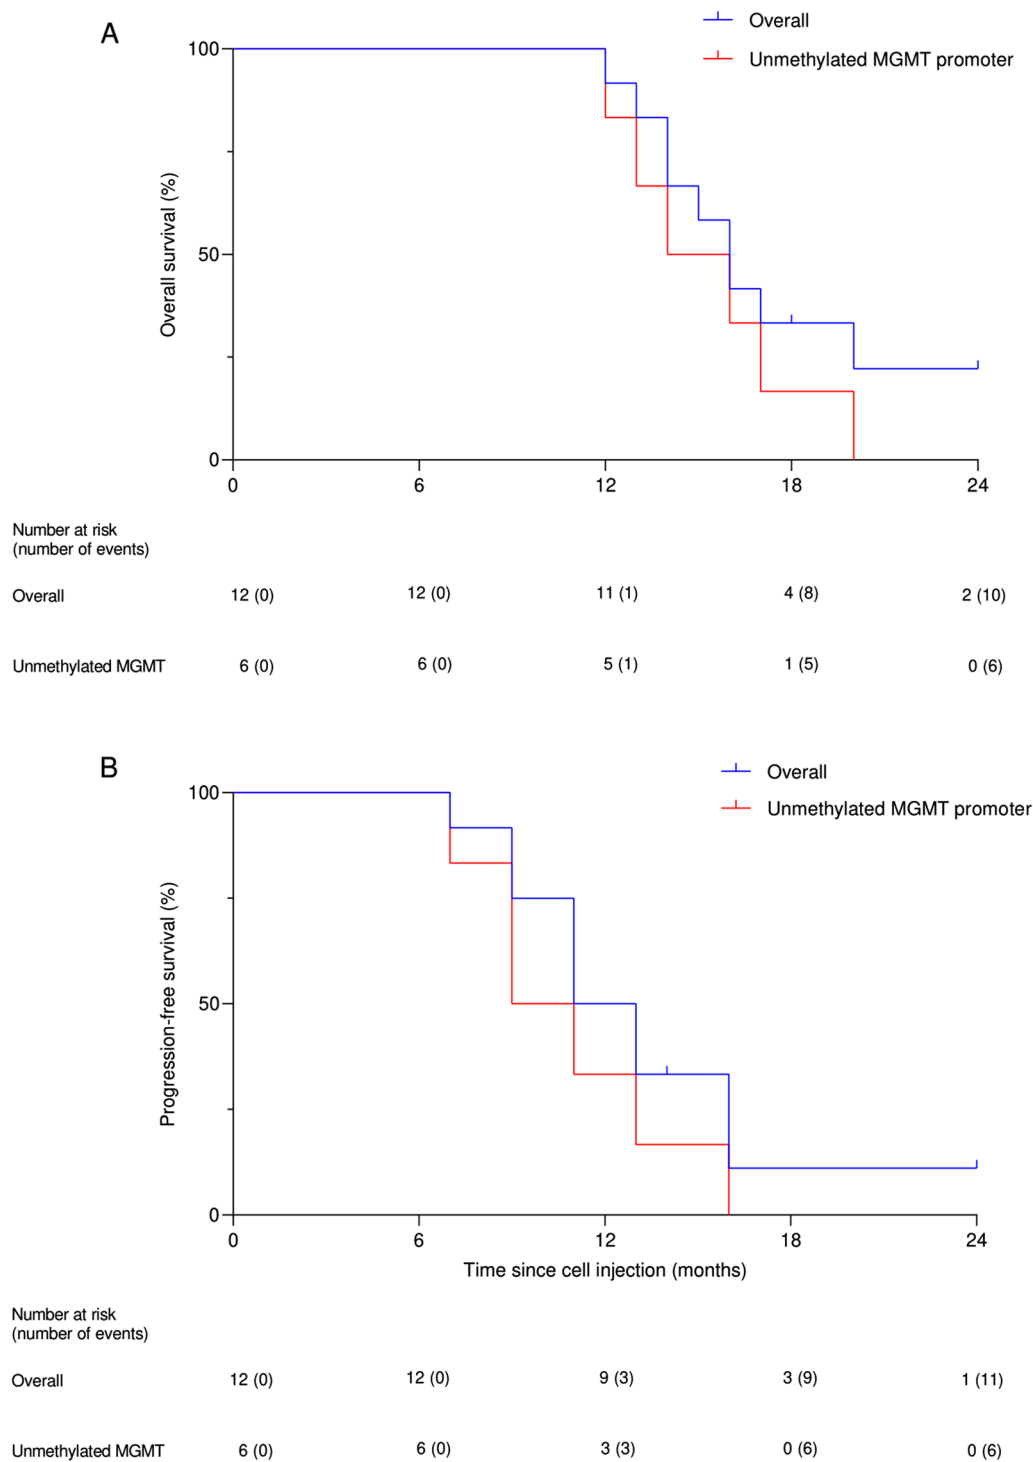 A
Overall
Unmethylated MGMT promoter
100
50
0
Overall survival (%)
0 6 12 18 24
Number at risk
(number of events)
Overall 12 (0) 12 (0) 11 (1) 4 (8) 2 (10)
Unmethylated MGMT 6 (0) 6 (0) 5 (1) 1 (5) 0 (6)
B
Overall
Unmethylated MGMT promoter
100
50
0
Progression-free survival (%)
0 6 12 18 24
Time since cell injection (months)
Number at risk
(number of events)
Overall 12 (0) 12 (0) 9 (3) 3 (9) 1 (11)
Unmethylated MGMT 6 (0) 6 (0) 3 (3) 0 (6) 0 (6)